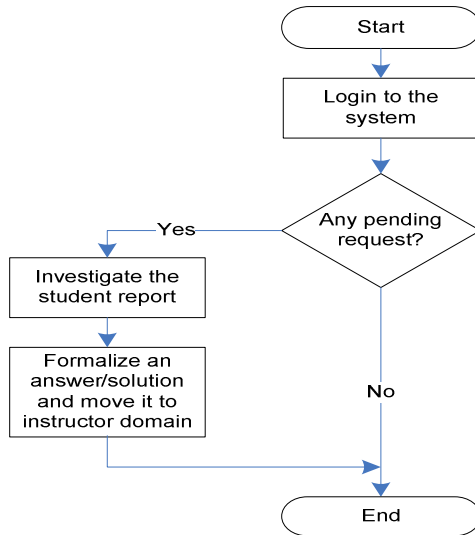 Start
Login to the
system
Any pending
request?
Yes
Investigate the
student report
Formalize an
answer/solution
and move it to
instructor domain
No
End